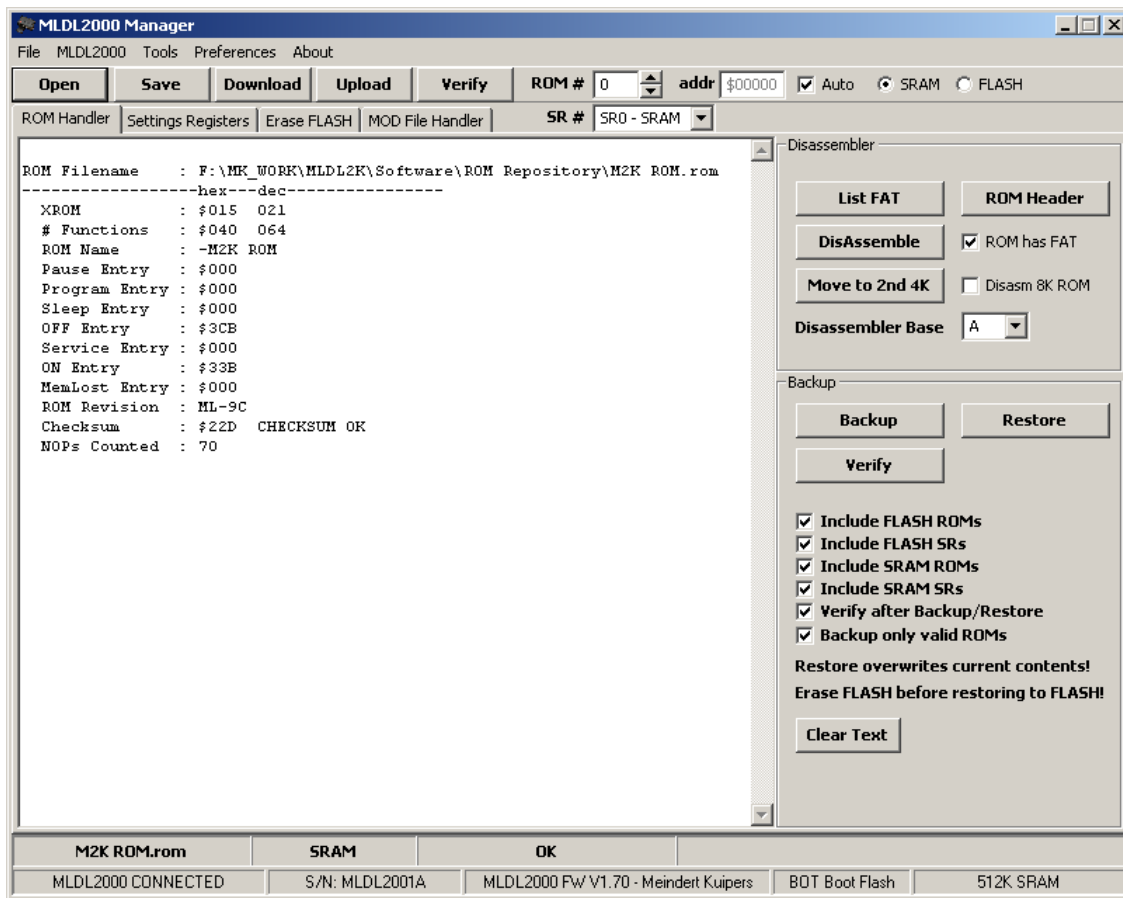 MLDL2000 Manager
File MLDL2000 Tools Preferences About
Open Save Download Upload Verify ROM # 0 addr $00000 Auto SRAM FLASH
ROM Handler Settings Registers Erase FLASH MOD File Handler SR # SR0 - SRAM
ROM Filename : F:\MK_WORK\MLDL2K\Software\ROM Repository\M2K ROM.rom
------------------hex---dec----------------
XROM : $015 021
# Functions : $040 064
ROM Name : -M2K ROM
Pause Entry : $000
Program Entry : $000
Sleep Entry : $000
OFF Entry : $3CB
Service Entry : $000
ON Entry : $33B
MemLost Entry : $000
ROM Revision : ML-9C
Checksum : $22D CHECKSUM OK
NOPs Counted : 70
Disassembler
List FAT ROM Header
DisAssemble ROM has FAT
Move to 2nd 4K Disasm 8K ROM
Disassembler Base A
Backup
Backup Restore
Verify
Include FLASH ROMs
Include FLASH SRs
Include SRAM ROMs
Include SRAM SRs
Verify after Backup/Restore
Backup only valid ROMs
Restore overwrites current contents!
Erase FLASH before restoring to FLASH!
Clear Text
M2K ROM.rom SRAM OK
MLDL2000 CONNECTED S/N: MLDL2001A MLDL2000 FW V1.70 - Meindert Kuipers BOT Boot Flash 512K SRAM